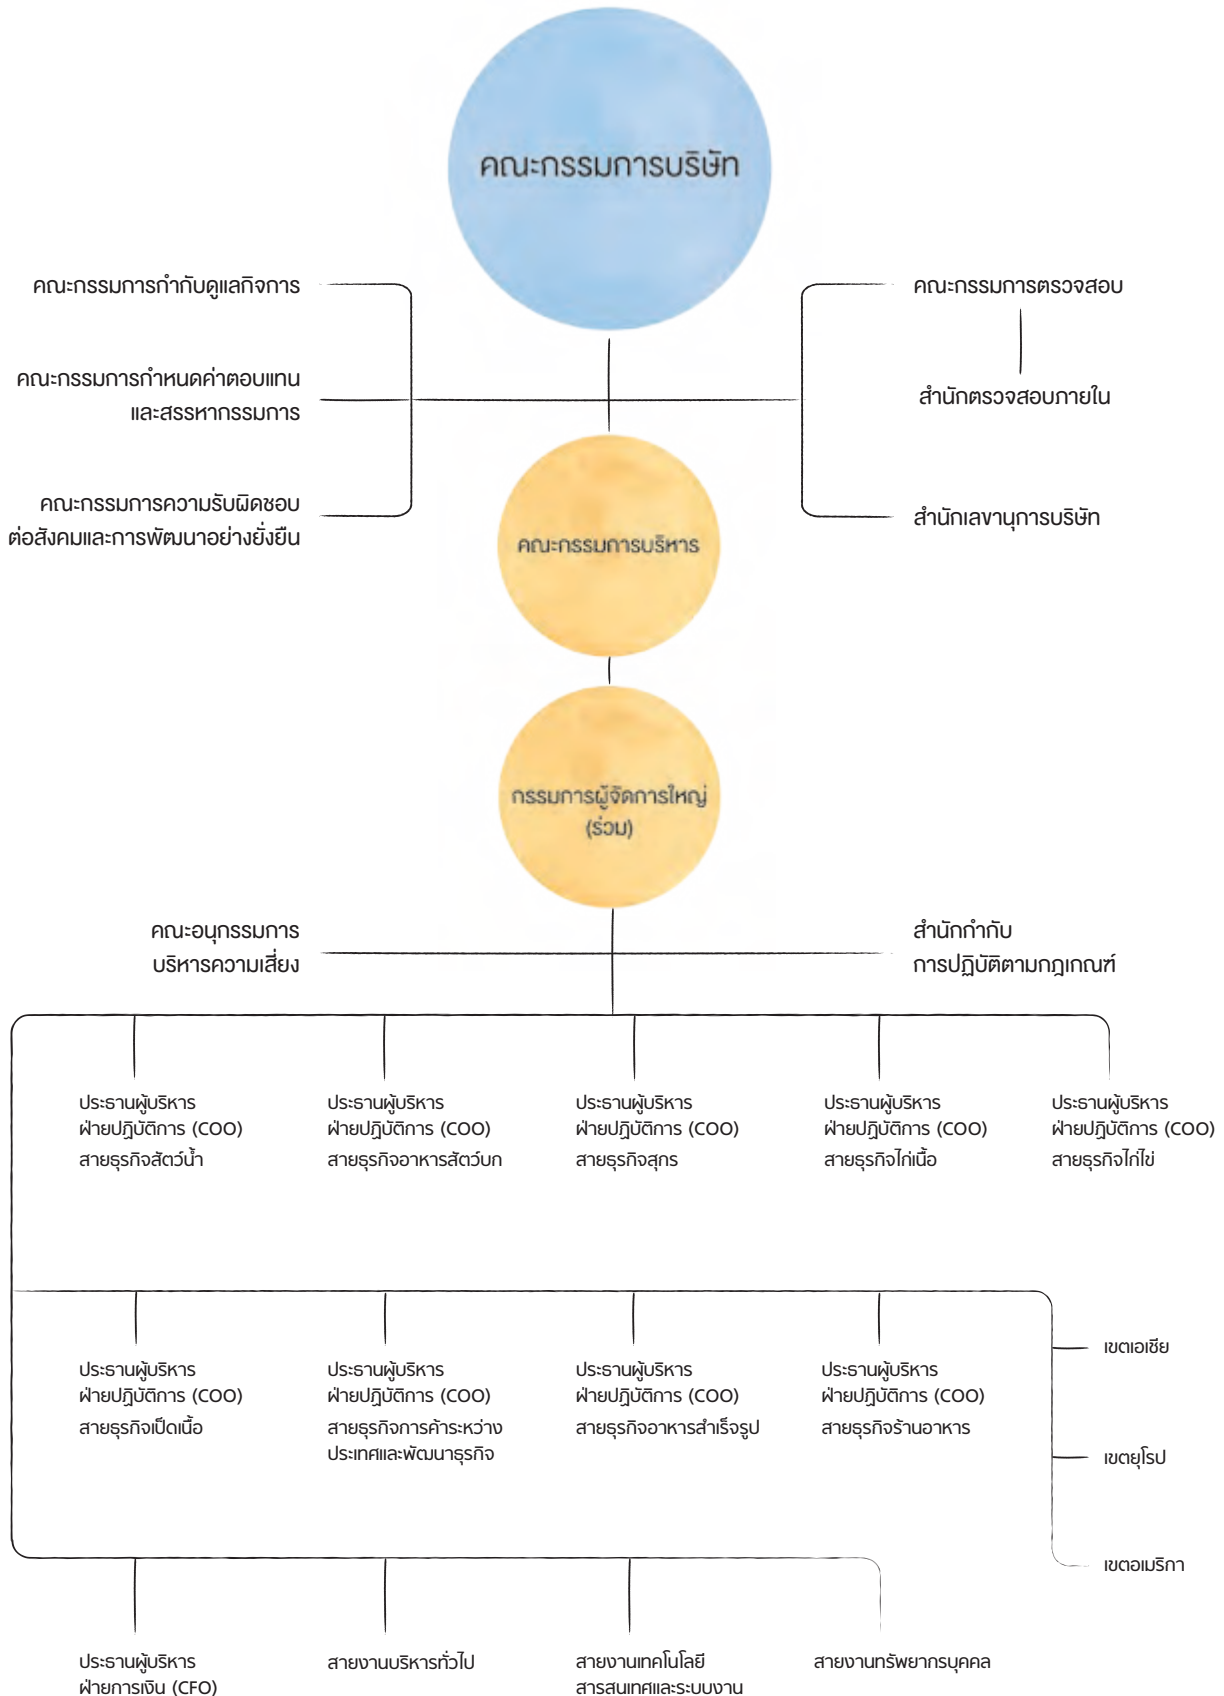 คณะกรรมการบริษัท
คณะกรรมการกำกับดูแลกิจการ
คณะกรรมการกำหนดค่าตอบแทน
และสรรหากรรมการ
คณะกรรมการความรับผิดชอบ
ต่อสังคมและการพัฒนาอย่างยั่งยืน
คณะกรรมการตรวจสอบ
สำนักตรวจสอบภายใน
สำนักเลขานุการบริษัท
คณะกรรมการบริหาร
กรรมการผู้จัดการใหญ่
(ร่วม)
คณะอนุกรรมการ
บริหารความเสี่ยง
สำนักกำกับ
การปฏิบัติตามกฎเกณฑ์
ประธานผู้บริหาร
ฝ่ายปฏิบัติการ (COO)
สายธุรกิจสัตว์น้ำ
ประธานผู้บริหาร
ฝ่ายปฏิบัติการ (COO)
สายธุรกิจอาหารสัตว์บก
ประธานผู้บริหาร
ฝ่ายปฏิบัติการ (COO)
สายธุรกิจสุกร
ประธานผู้บริหาร
ฝ่ายปฏิบัติการ (COO)
สายธุรกิจไก่เนื้อ
ประธานผู้บริหาร
ฝ่ายปฏิบัติการ (COO)
สายธุรกิจไก่ไข่
ประธานผู้บริหาร
ฝ่ายปฏิบัติการ (COO)
สายธุรกิจเป็ดเนื้อ
ประธานผู้บริหาร
ฝ่ายปฏิบัติการ (COO)
สายธุรกิจการค้าระหว่าง
ประเทศและพัฒนาธุรกิจ
ประธานผู้บริหาร
ฝ่ายปฏิบัติการ (COO)
สายธุรกิจอาหารสำเร็จรูป
ประธานผู้บริหาร
ฝ่ายปฏิบัติการ (COO)
สายธุรกิจร้านอาหาร
เขตเอเชีย
เขตยุโรป
เขตอเมริกา
ประธานผู้บริหาร
ฝ่ายการเงิน (CFO)
สายงานบริหารทั่วไป
สายงานเทคโนโลยี
สารสนเทศและระบบงาน
สายงานทรัพยากรบุคคล